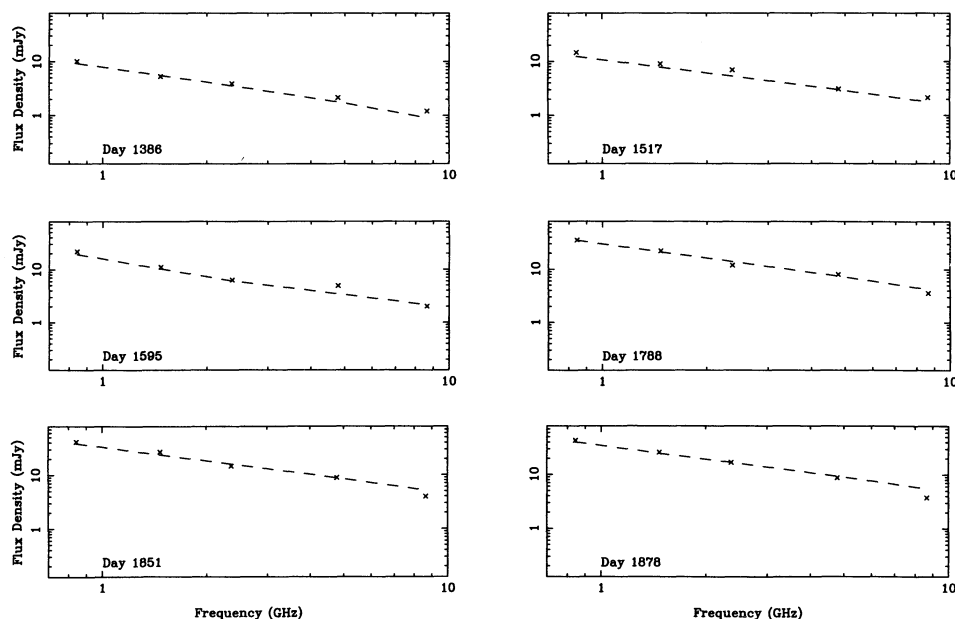 Flux Density (mJy)
10
1
Day 1386
1
10
10
1
Day 1517
1
10
Flux Density (mJy)
10
1
Day 1595
1
10
10
1
Day 1788
1
10
Flux Density (mJy)
10
1
Day 1851
1
10
Frequency (GHz)
10
1
Day 1878
1
10
Frequency (GHz)